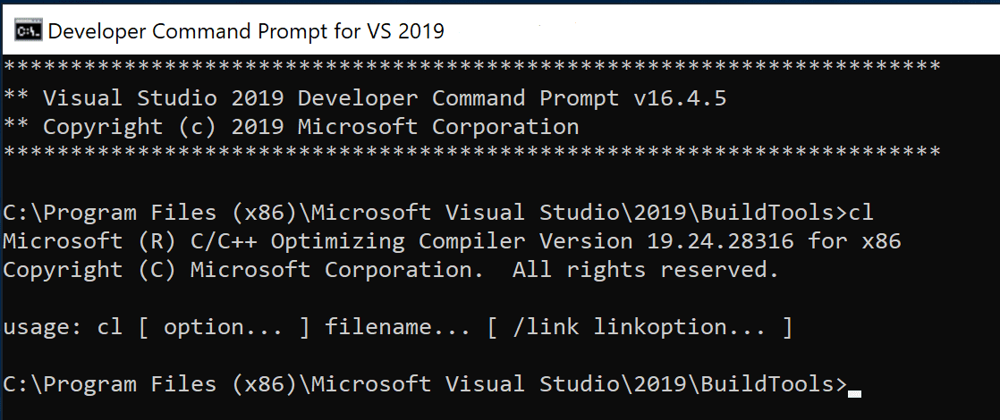 C:\. Developer Command Prompt for VS 2019
**********************************************************************
** Visual Studio 2019 Developer Command Prompt v16.4.5
** Copyright (c) 2019 Microsoft Corporation
**********************************************************************
C:\Program Files (x86)\Microsoft Visual Studio\2019\BuildTools>cl
Microsoft (R) C/C++ Optimizing Compiler Version 19.24.28316 for x86
Copyright (C) Microsoft Corporation.  All rights reserved.
usage: cl [ option... ] filename... [ /link linkoption... ]
C:\Program Files (x86)\Microsoft Visual Studio\2019\BuildTools>